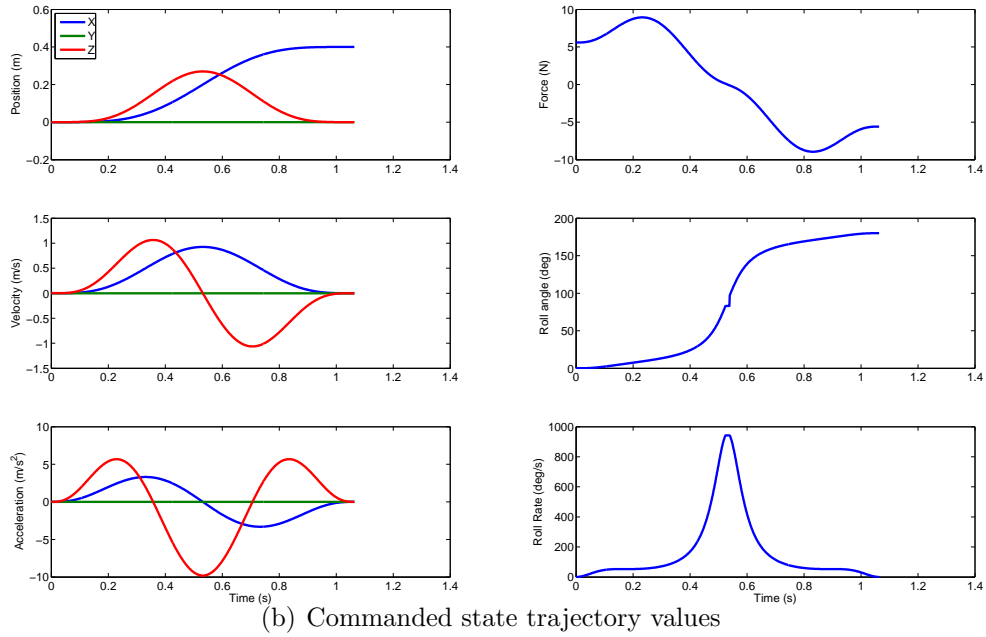 0.6
0.4
0.2
0
−0.2
Position (m)
X
Y
Z
0 0.2 0.4 0.6 0.8 1 1.2 1.4
10
5
0
−5
−10
Force (N)
0 0.2 0.4 0.6 0.8 1 1.2 1.4
1.5
1
0.5
0
−0.5
−1
−1.5
Velocity (m/s)
0 0.2 0.4 0.6 0.8 1 1.2 1.4
200
150
100
50
0
Roll angle (deg)
0 0.2 0.4 0.6 0.8 1 1.2 1.4
10
5
0
−5
−10
Acceleration (m/s²)
0 0.2 0.4 0.6 0.8 1 1.2 1.4
Time (s)
1000
800
600
400
200
0
Roll Rate (deg/s)
0 0.2 0.4 0.6 0.8 1 1.2 1.4
Time (s)
(b) Commanded state trajectory values